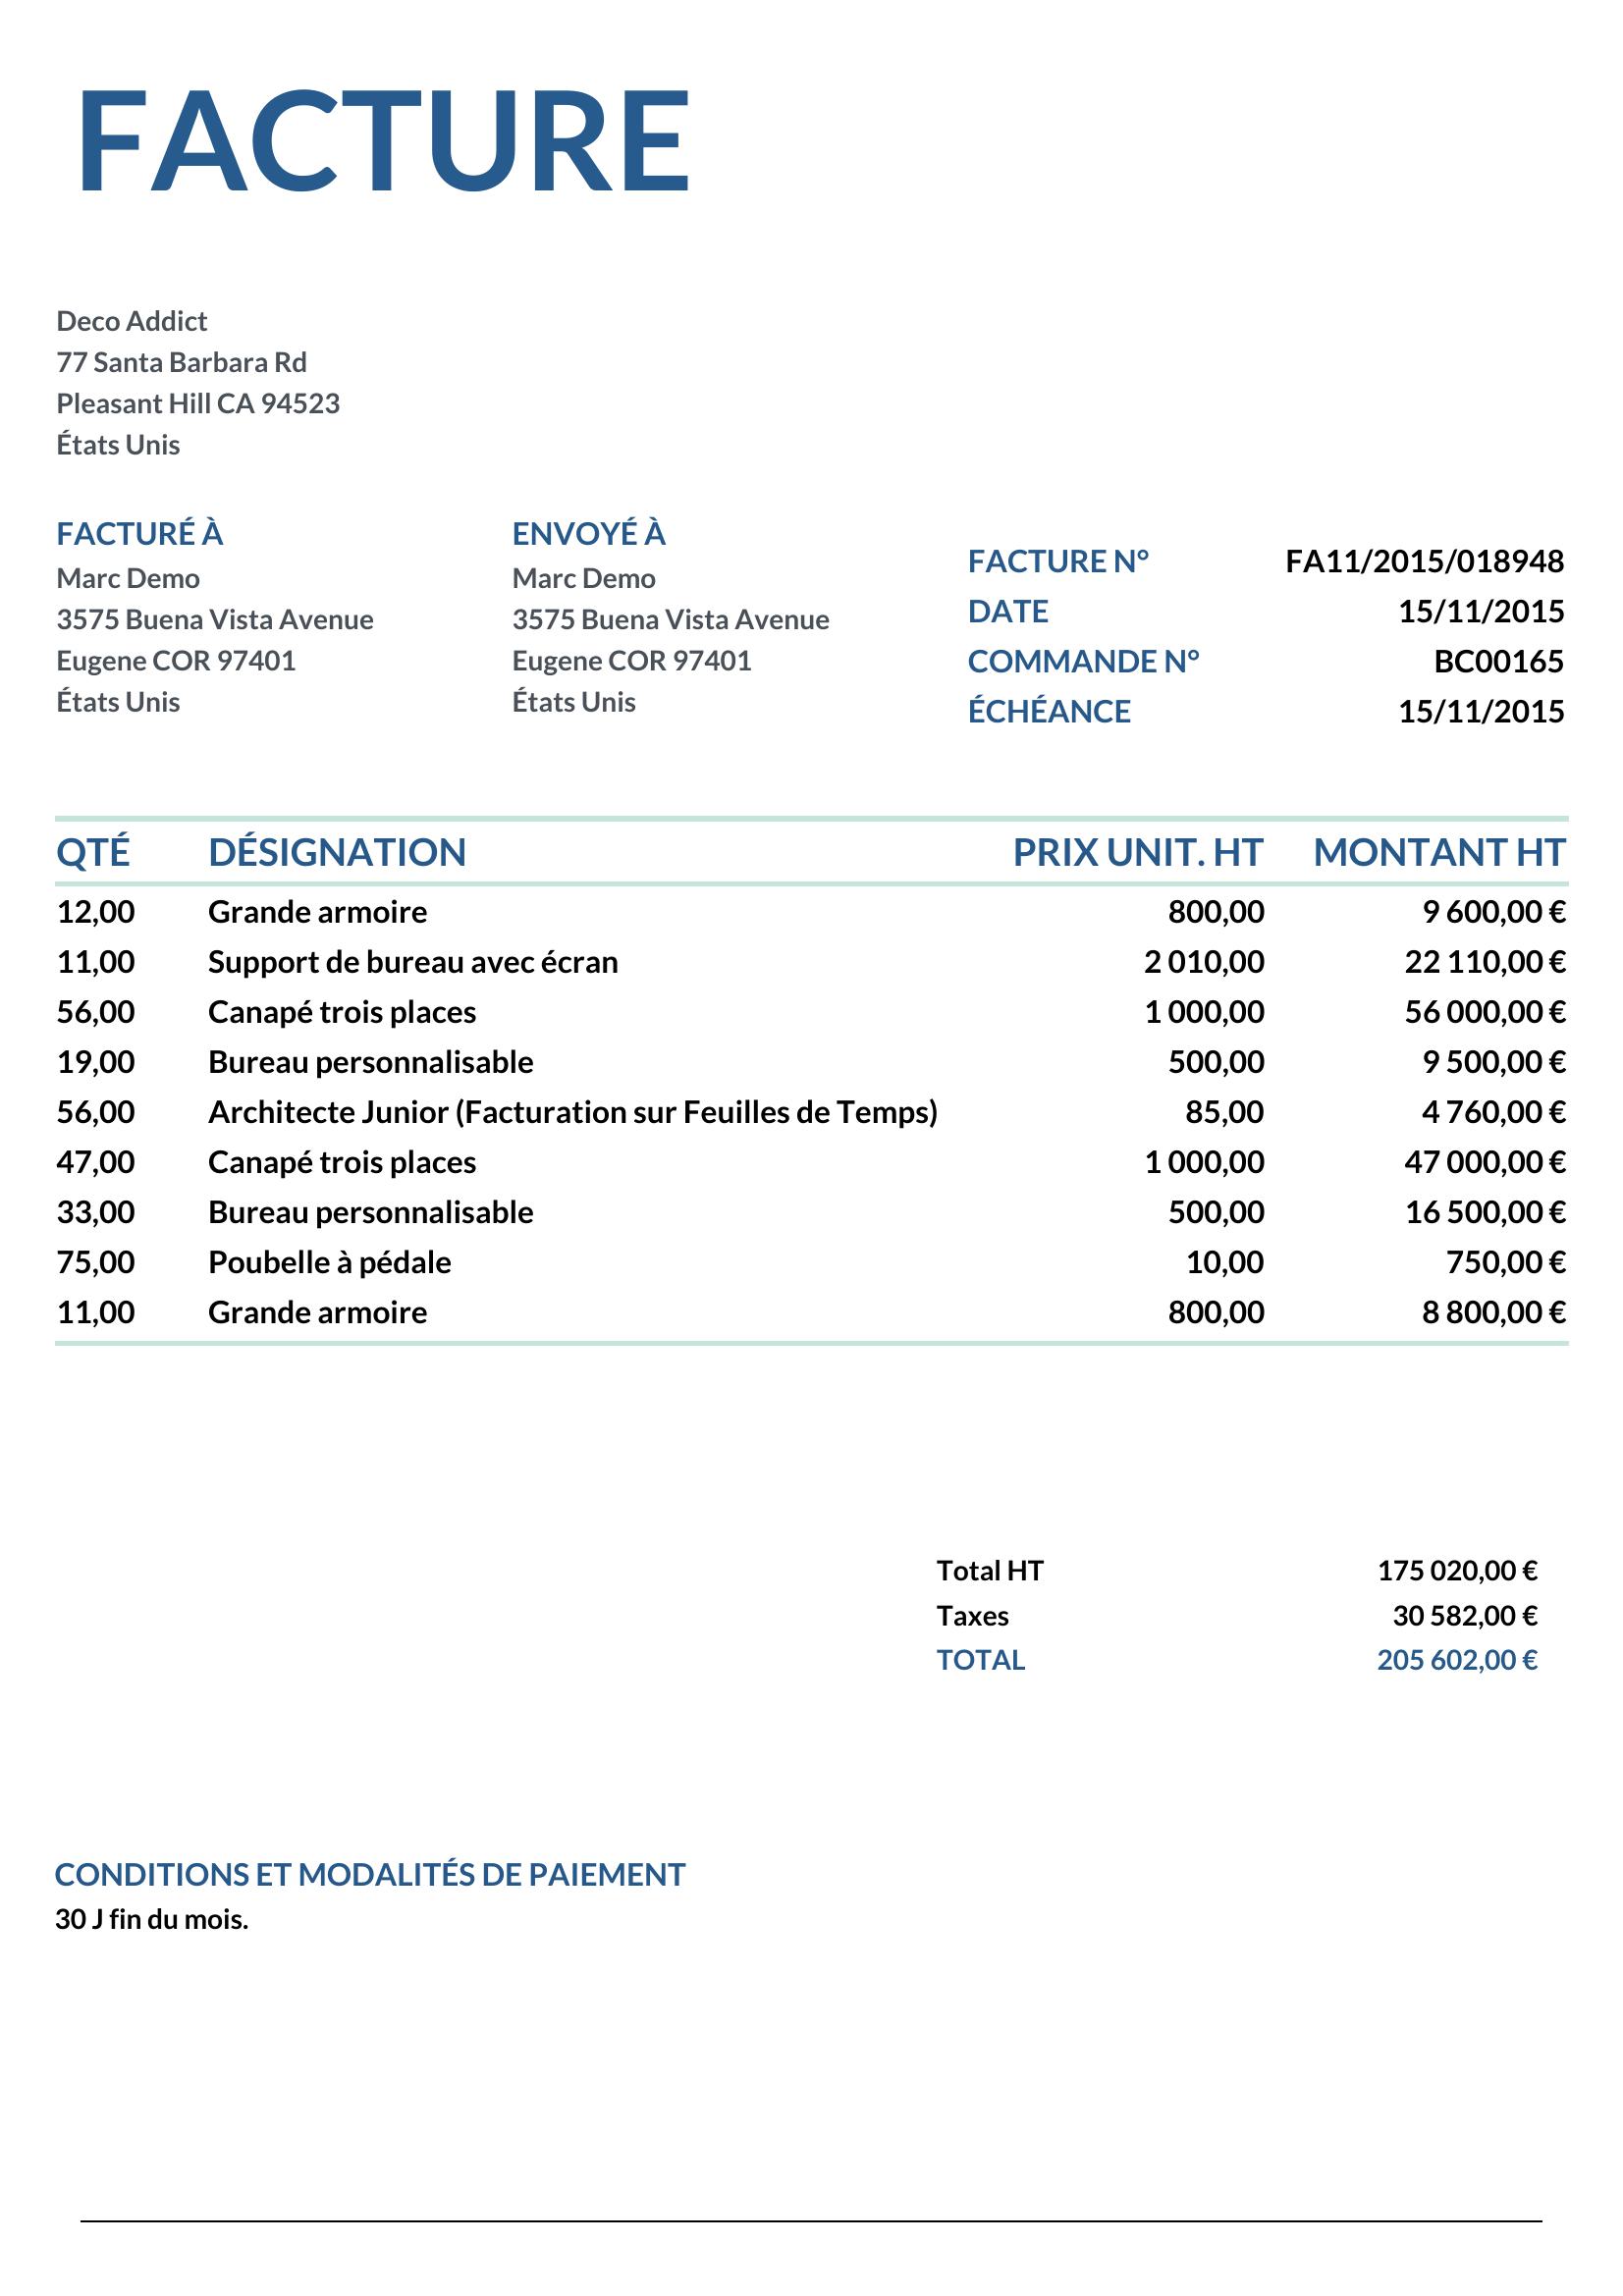 FACTURE
Deco Addict
77 Santa Barbara Rd
Pleasant Hill CA 94523
États Unis
FACTURÉ À
Marc Demo
3575 Buena Vista Avenue
Eugene COR 97401
États Unis
ENVOYÉ À
Marc Demo
3575 Buena Vista Avenue
Eugene COR 97401
États Unis
FACTURE N° FA11/2015/018948
DATE 15/11/2015
COMMANDE N° BC00165
ÉCHÉANCE 15/11/2015
QTÉ DÉSIGNATION PRIX UNIT. HT MONTANT HT
12,00 Grande armoire 800,00 9 600,00 €
11,00 Support de bureau avec écran 2 010,00 22 110,00 €
56,00 Canapé trois places 1 000,00 56 000,00 €
19,00 Bureau personnalisable 500,00 9 500,00 €
56,00 Architecte Junior (Facturation sur Feuilles de Temps) 85,00 4 760,00 €
47,00 Canapé trois places 1 000,00 47 000,00 €
33,00 Bureau personnalisable 500,00 16 500,00 €
75,00 Poubelle à pédale 10,00 750,00 €
11,00 Grande armoire 800,00 8 800,00 €
Total HT 175 020,00 €
Taxes 30 582,00 €
TOTAL 205 602,00 €
CONDITIONS ET MODALITÉS DE PAIEMENT
30 J fin du mois.